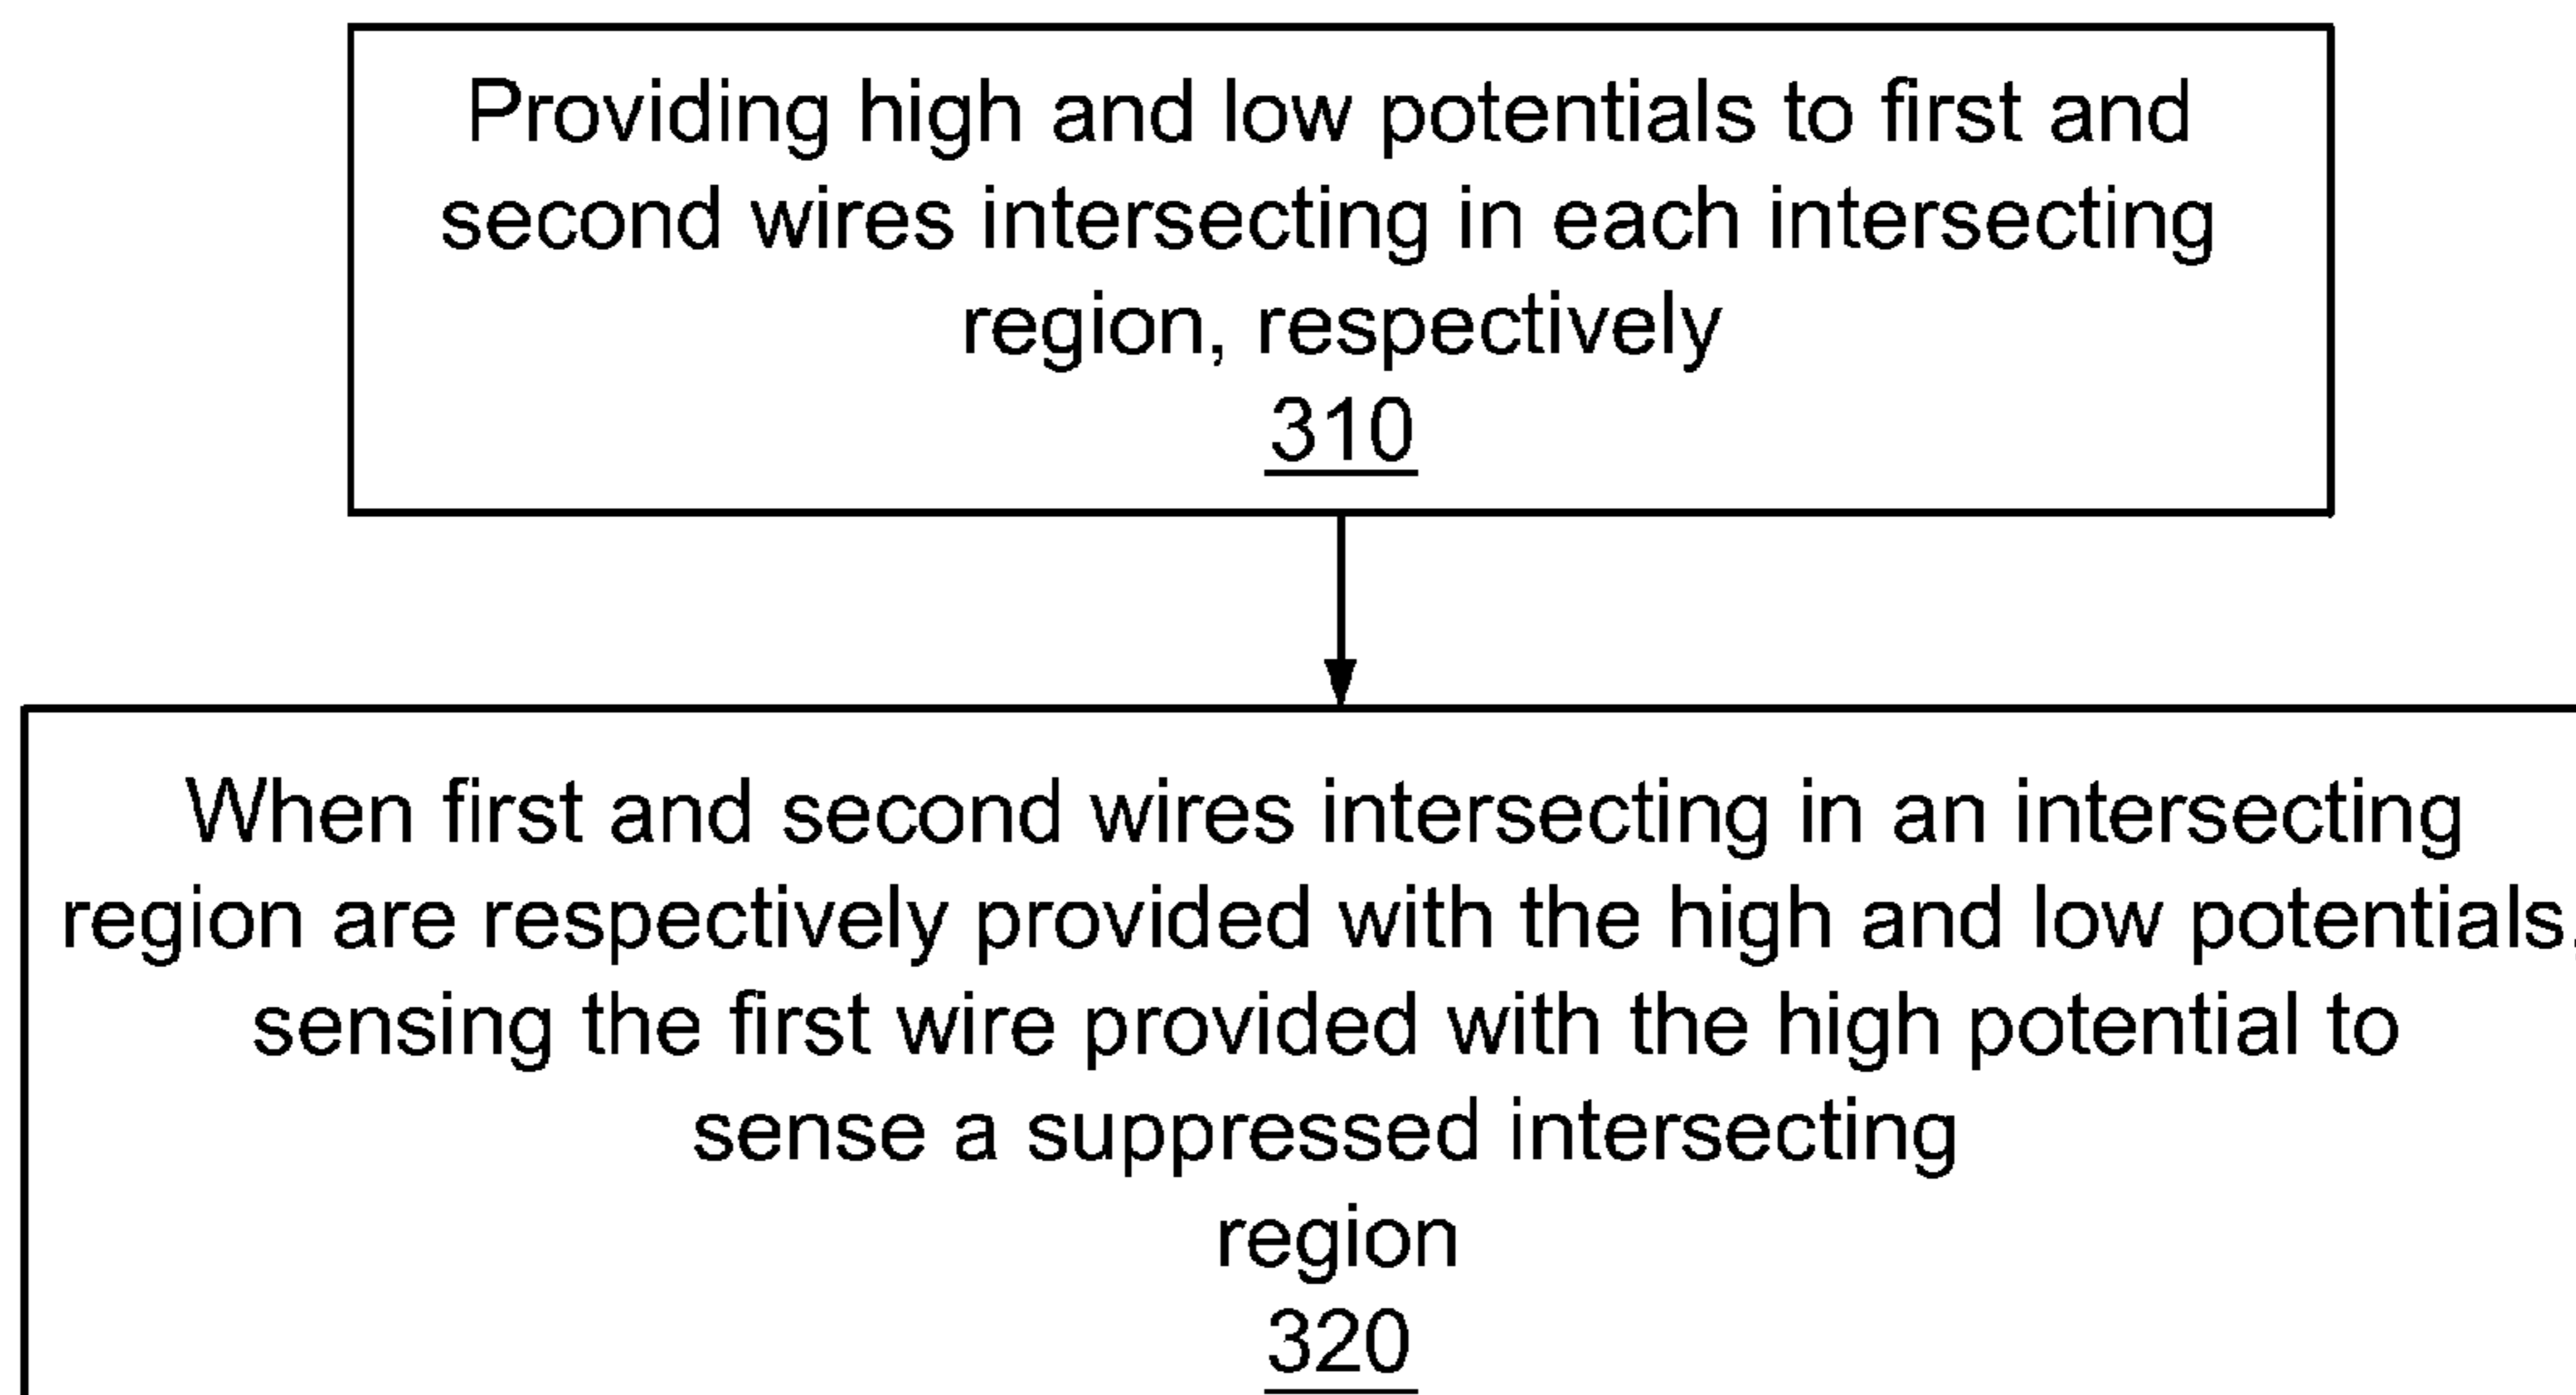 Providing high and low potentials to first and
second wires intersecting in each intersecting
region, respectively
310
When first and second wires intersecting in an intersecting
region are respectively provided with the high and low potentials,
sensing the first wire provided with the high potential to
sense a suppressed intersecting
region
320